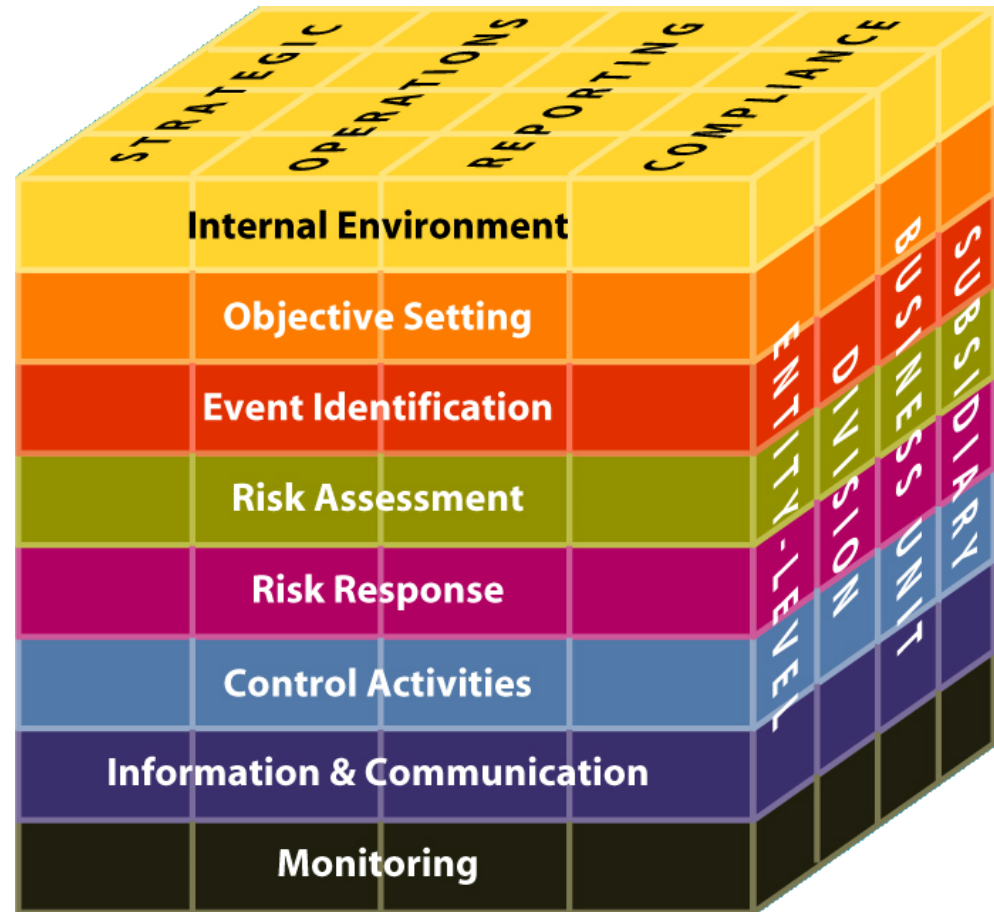 STRATEGIC
OPERATIONS
REPORTING
COMPLIANCE
Internal Environment
Objective Setting
Event Identification
Risk Assessment
Risk Response
Control Activities
Information & Communication
Monitoring
ENTITY-LEVEL
DIVISION
BUSINESS UNIT
SUBSIDIARY